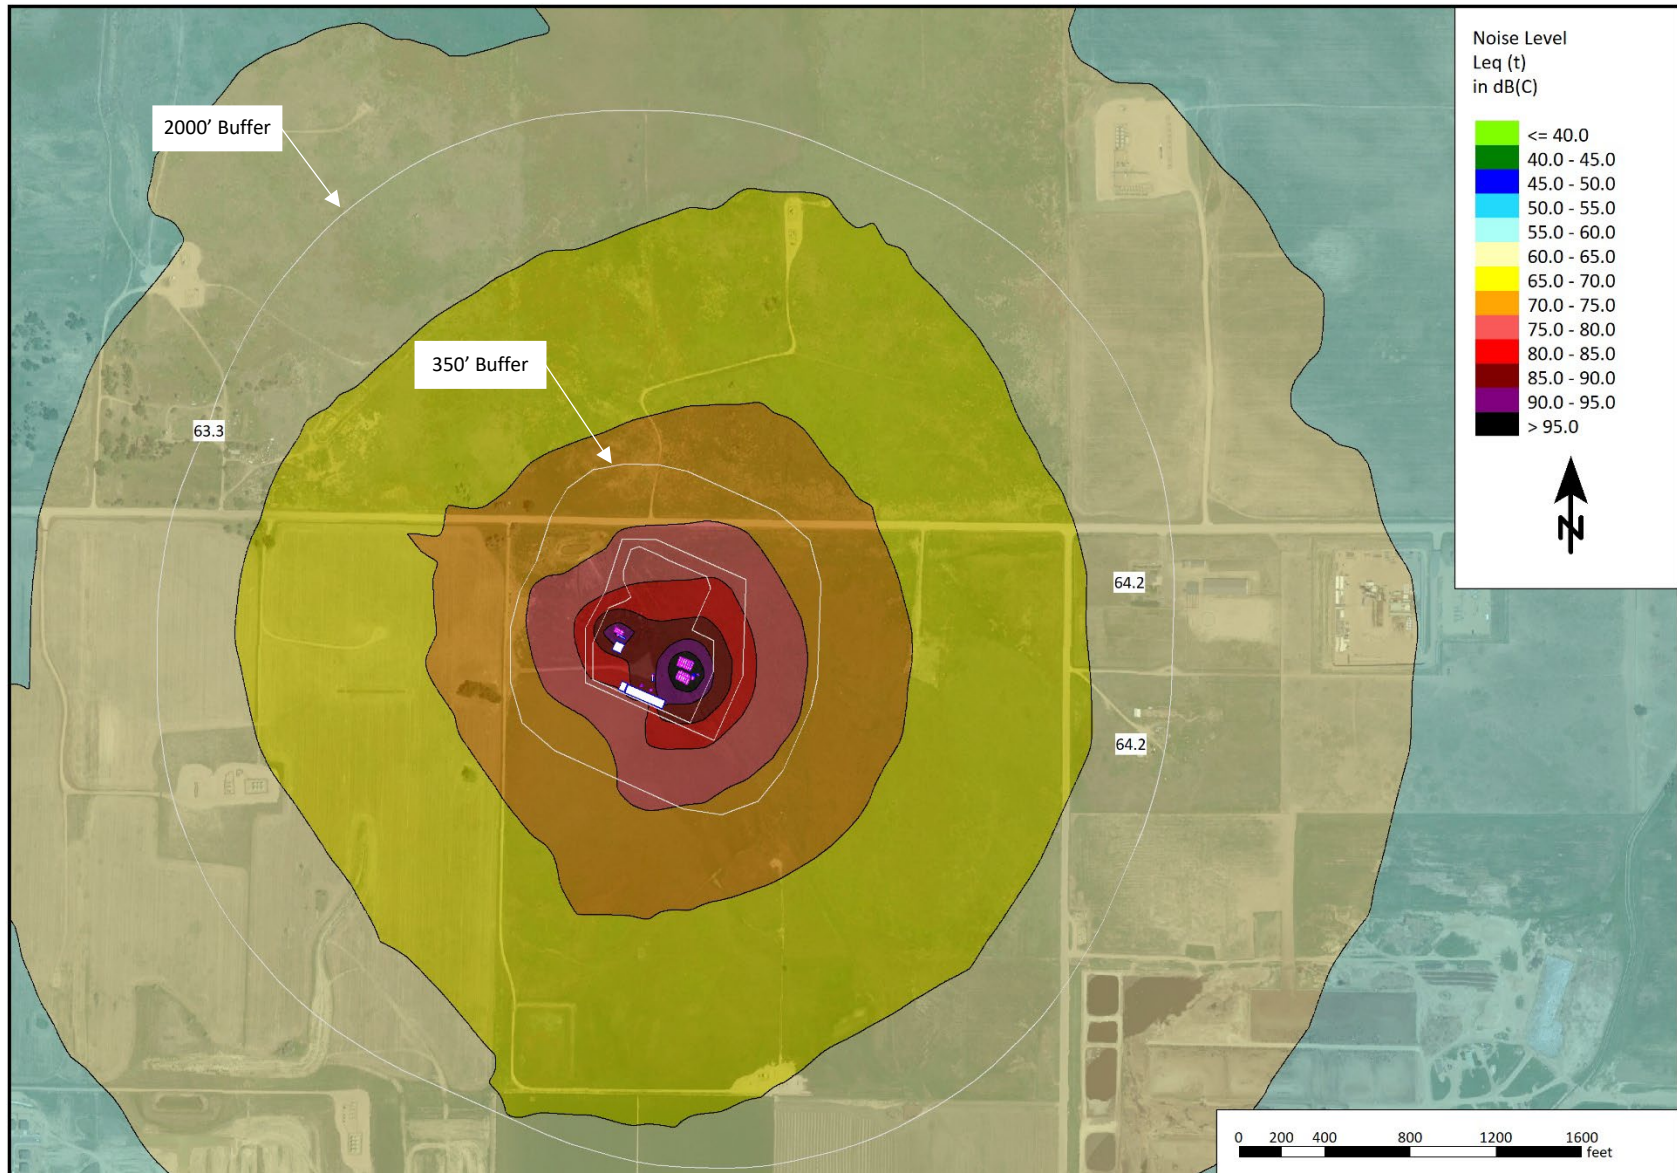 Noise Level
Leq (t)
in dB(C)
<= 40.0
40.0 - 45.0
45.0 - 50.0
50.0 - 55.0
55.0 - 60.0
60.0 - 65.0
65.0 - 70.0
70.0 - 75.0
75.0 - 80.0
80.0 - 85.0
85.0 - 90.0
90.0 - 95.0
> 95.0
N
2000’ Buffer
350’ Buffer
63.3
64.2
64.2
0 200 400 800 1200 1600
feet